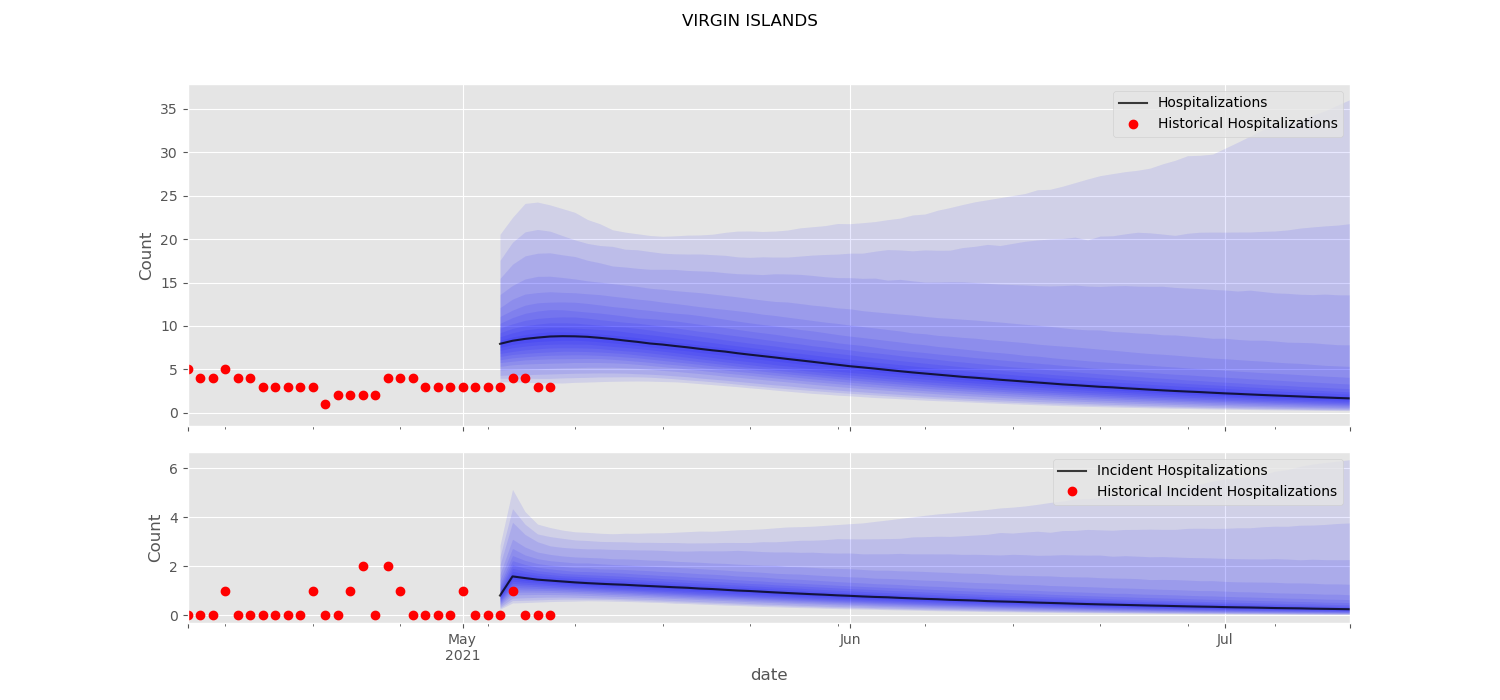 VIRGIN ISLANDS
35
30
25
20
15
10
5
0
Count
Hospitalizations
Historical Hospitalizations
6
4
2
0
Count
Incident Hospitalizations
Historical Incident Hospitalizations
May
2021
Jun
Jul
date